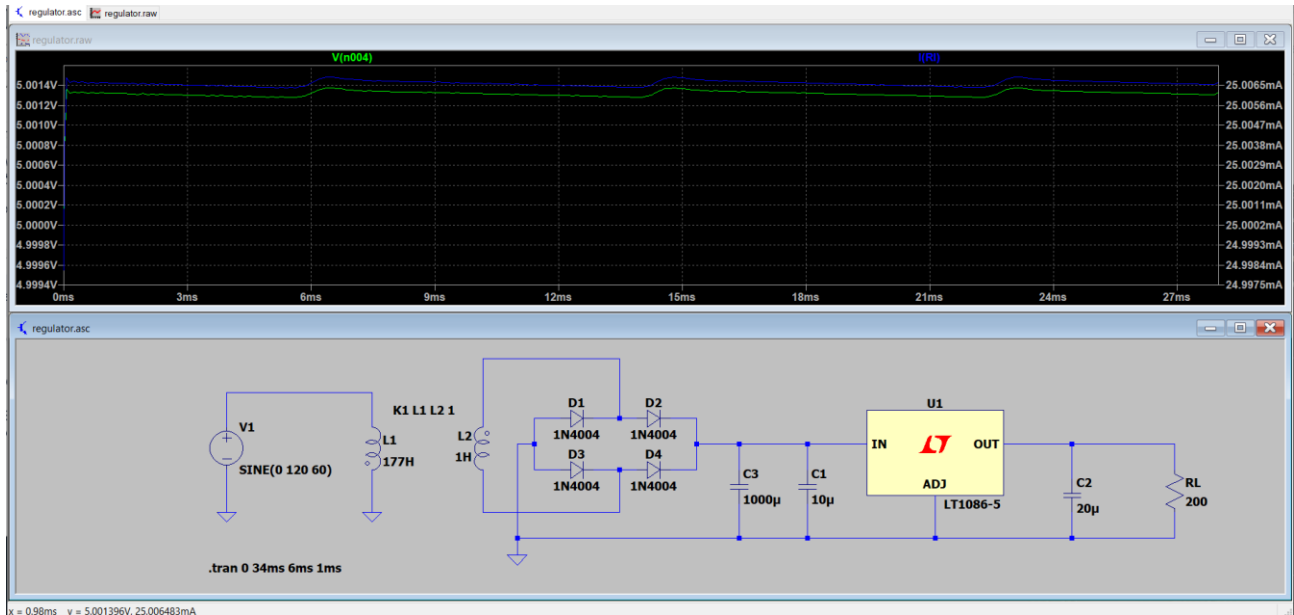 regulator.asc regulator.raw
regulator.raw
V(n004) I(Rl)
5.0014V 25.0065mA
5.0012V 25.0056mA
5.0010V 25.0047mA
5.0008V 25.0038mA
5.0006V 25.0029mA
5.0004V 25.0020mA
5.0002V 25.0011mA
5.0000V 25.0002mA
4.9998V 24.9993mA
4.9996V 24.9984mA
4.9994V 24.9975mA
0ms 3ms 6ms 9ms 12ms 15ms 18ms 21ms 24ms 27ms
regulator.asc
V1
SINE(0 120 60)
K1 L1 L2 1
L1
177H
L2
1H
D1
1N4004
D2
1N4004
D3
1N4004
D4
1N4004
C3
1000µ
C1
10µ
U1
IN OUT
ADJ
LT1086-5
C2
20µ
RL
200
.tran 0 34ms 6ms 1ms
x = 0.98ms y = 5.001396V, 25.006483mA